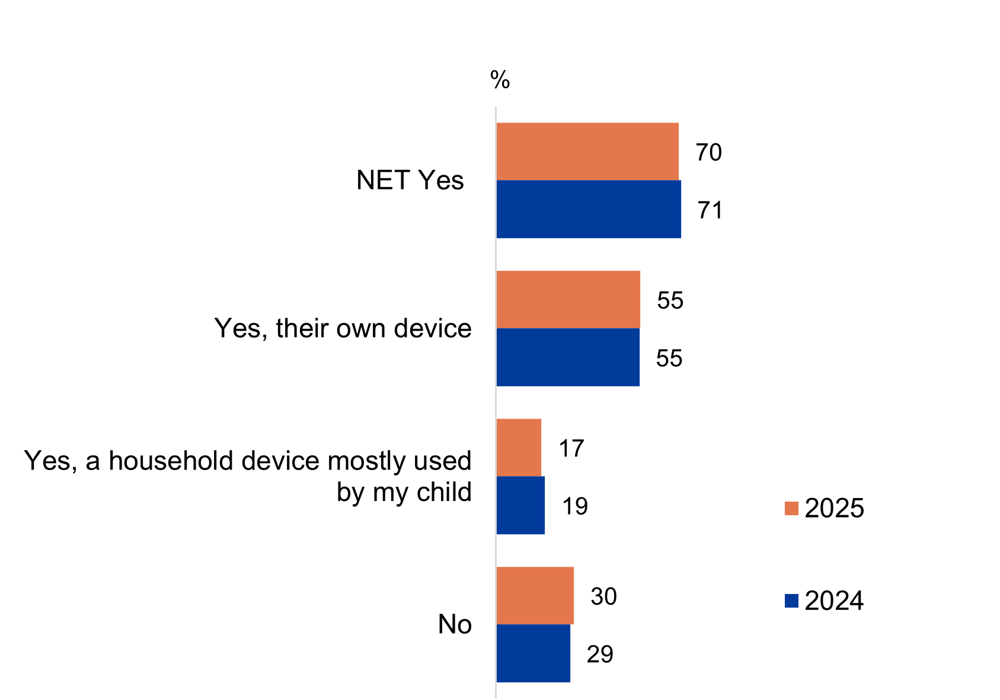 %
NET Yes
70
71
Yes, their own device
55
55
Yes, a household device mostly used
by my child
17
19
No
30
29
2025
2024